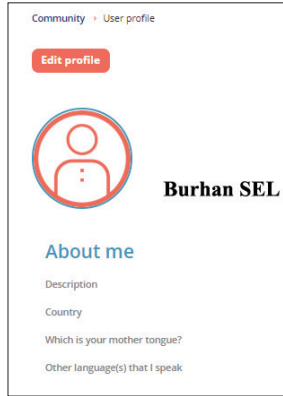 Community › User profile
Edit profile
Burhan SEL
About me
Description
Country
Which is your mother tongue?
Other language(s) that I speak